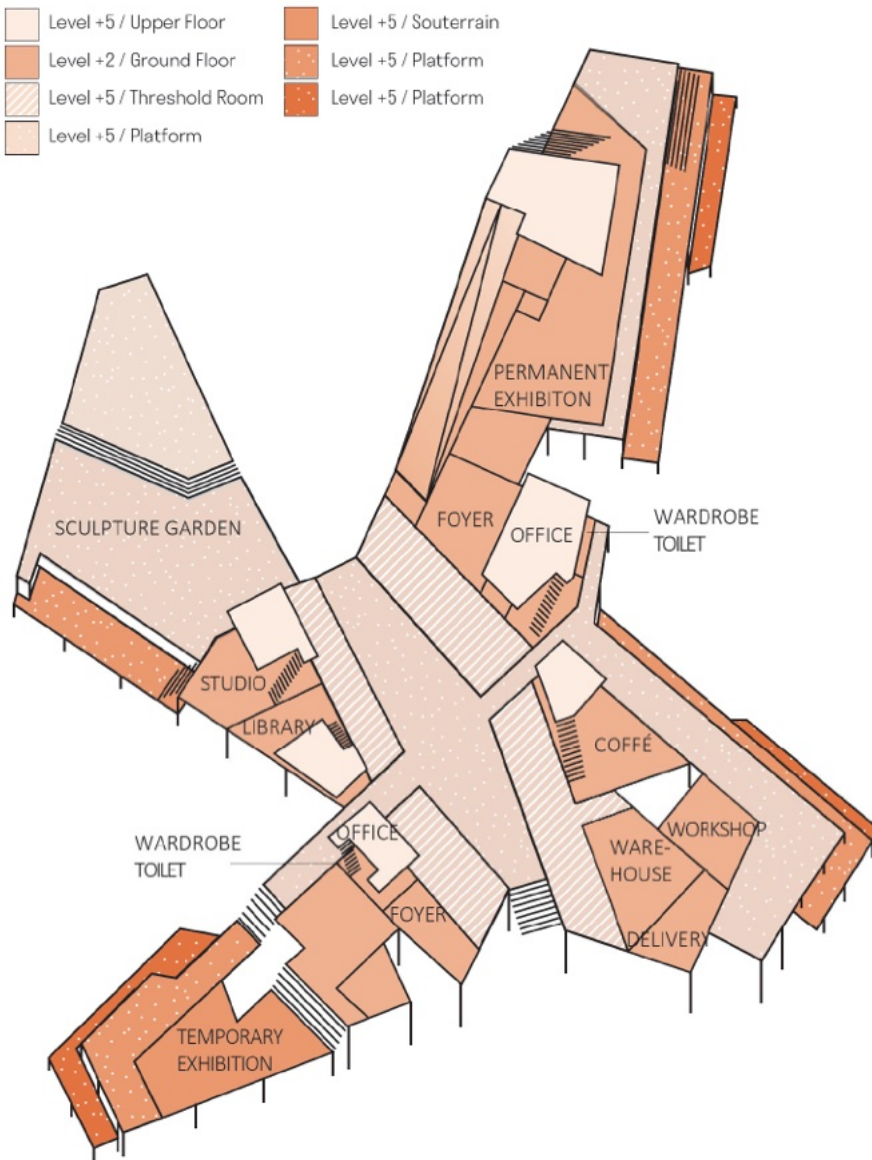 Level +5 / Upper Floor
Level +2 / Ground Floor
Level +5 / Threshold Room
Level +5 / Platform
Level +5 / Souterrain
Level +5 / Platform
Level +5 / Platform
PERMANENT
EXHIBITON
SCULPTURE GARDEN
FOYER
OFFICE
WARDROBE
TOILET
STUDIO
LIBRARY
COFFÉ
WORKSHOP
WARE-
HOUSE
DELIVERY
OFFICE
WARDROBE
TOILET
FOYER
TEMPORARY
EXHIBITION